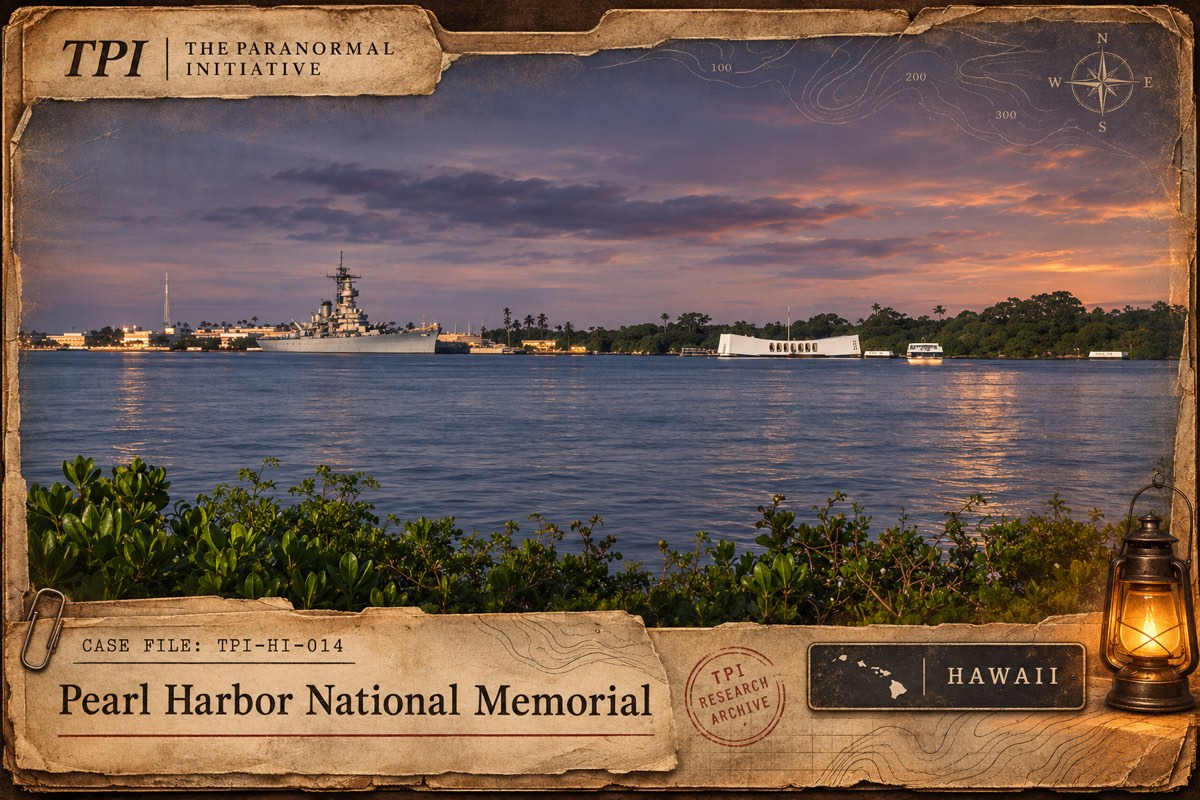 TPI
THE PARANORMAL
INITIATIVE
100
200
300
N
W E
S
CASE FILE: TPI-HI-014
Pearl Harbor National Memorial
TPI
RESEARCH
ARCHIVE
HAWAII